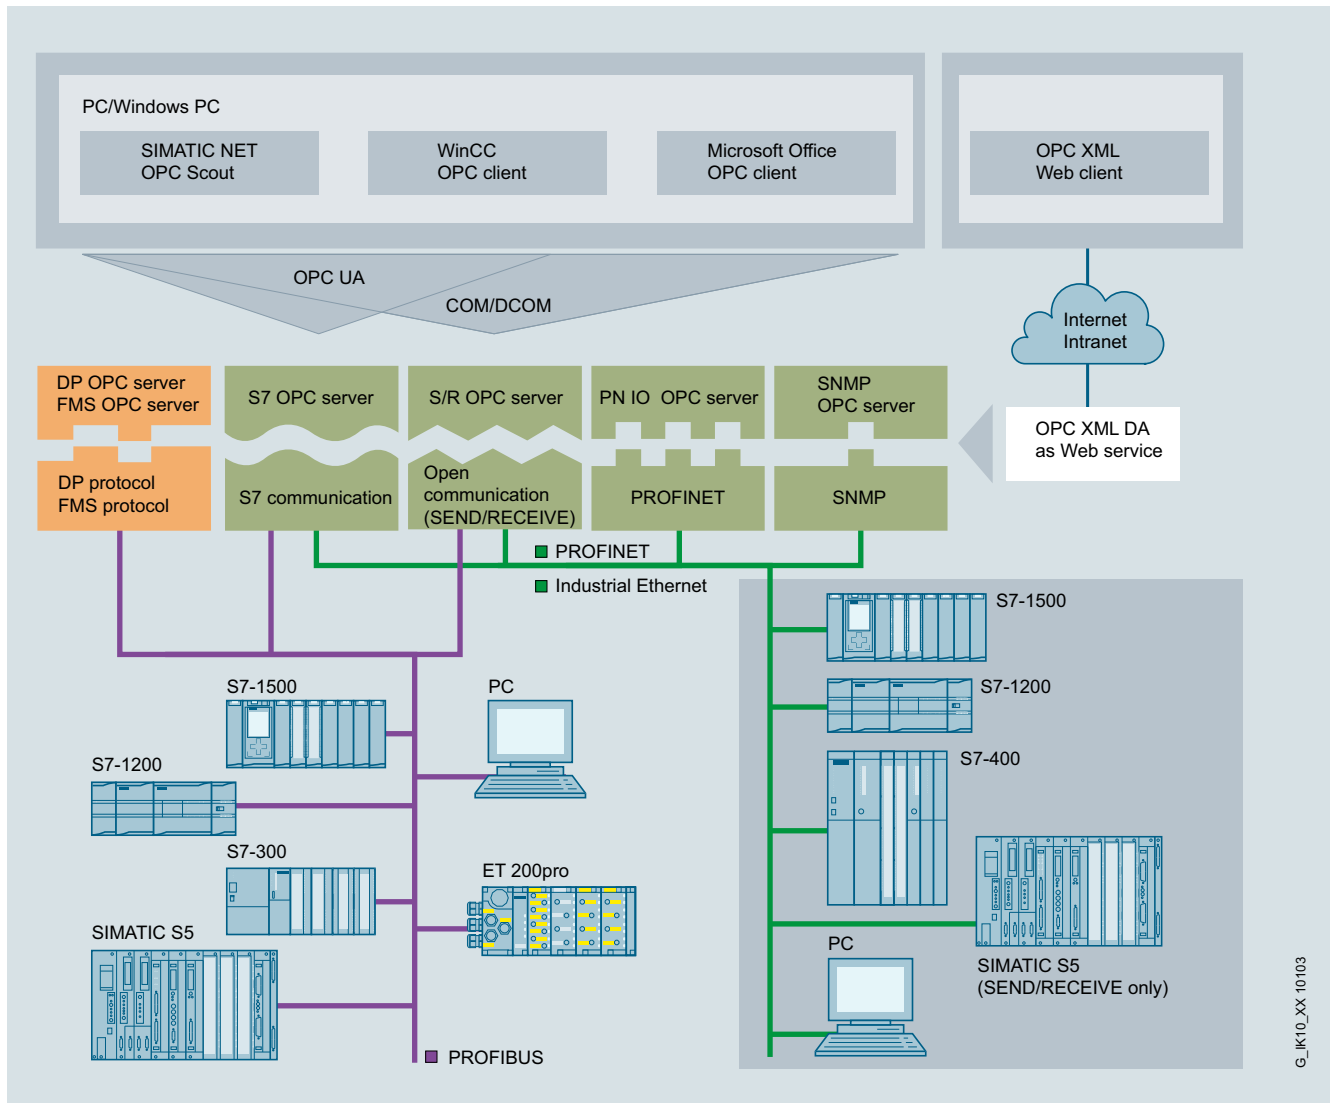 PC/Windows PC
SIMATIC NET
OPC Scout
WinCC
OPC client
Microsoft Office
OPC client
OPC XML
Web client
OPC UA
COM/DCOM
Internet
Intranet
DP OPC server
FMS OPC server
S7 OPC server
S/R OPC server
PN IO OPC server
SNMP
OPC server
OPC XML DA
as Web service
DP protocol
FMS protocol
S7 communication
Open
communication
(SEND/RECEIVE)
PROFINET
SNMP
PROFINET
Industrial Ethernet
S7-1500
S7-1200
S7-400
SIMATIC S5
(SEND/RECEIVE only)
PC
S7-1500
PC
S7-1200
S7-300
ET 200pro
SIMATIC S5
PROFIBUS
G_IK10_XX 10103